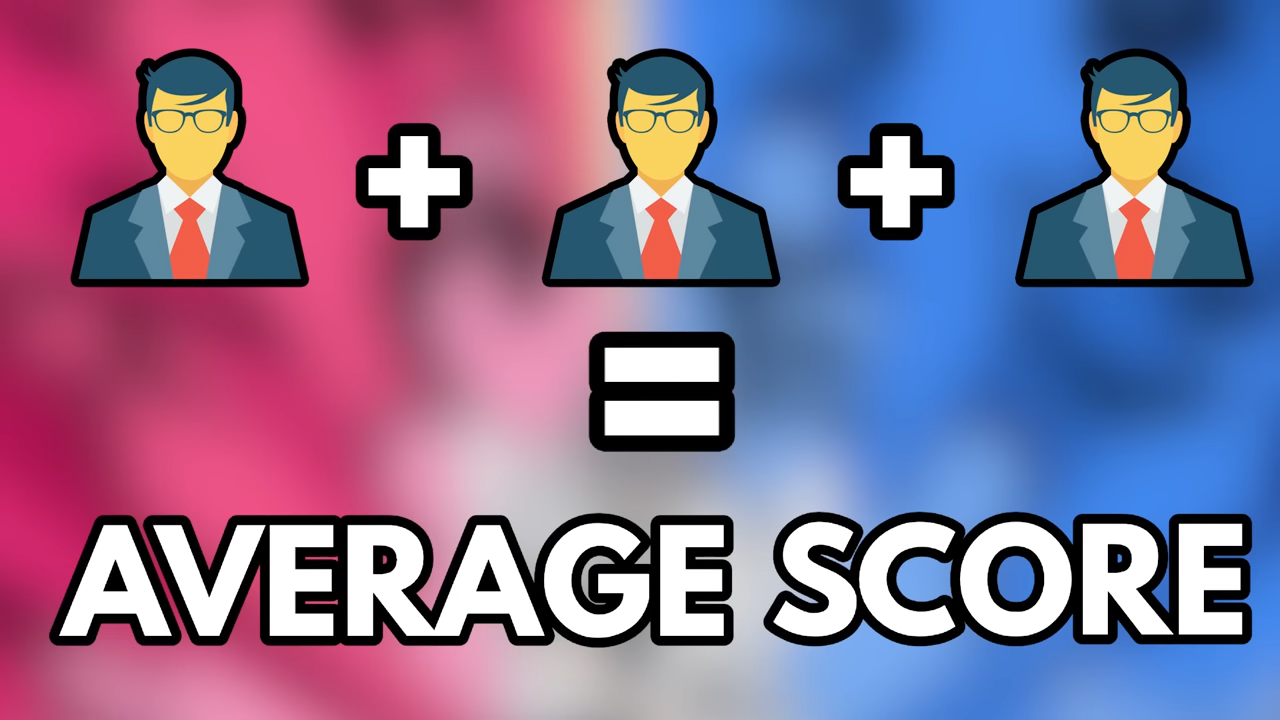 + +
=
AVERAGE SCORE